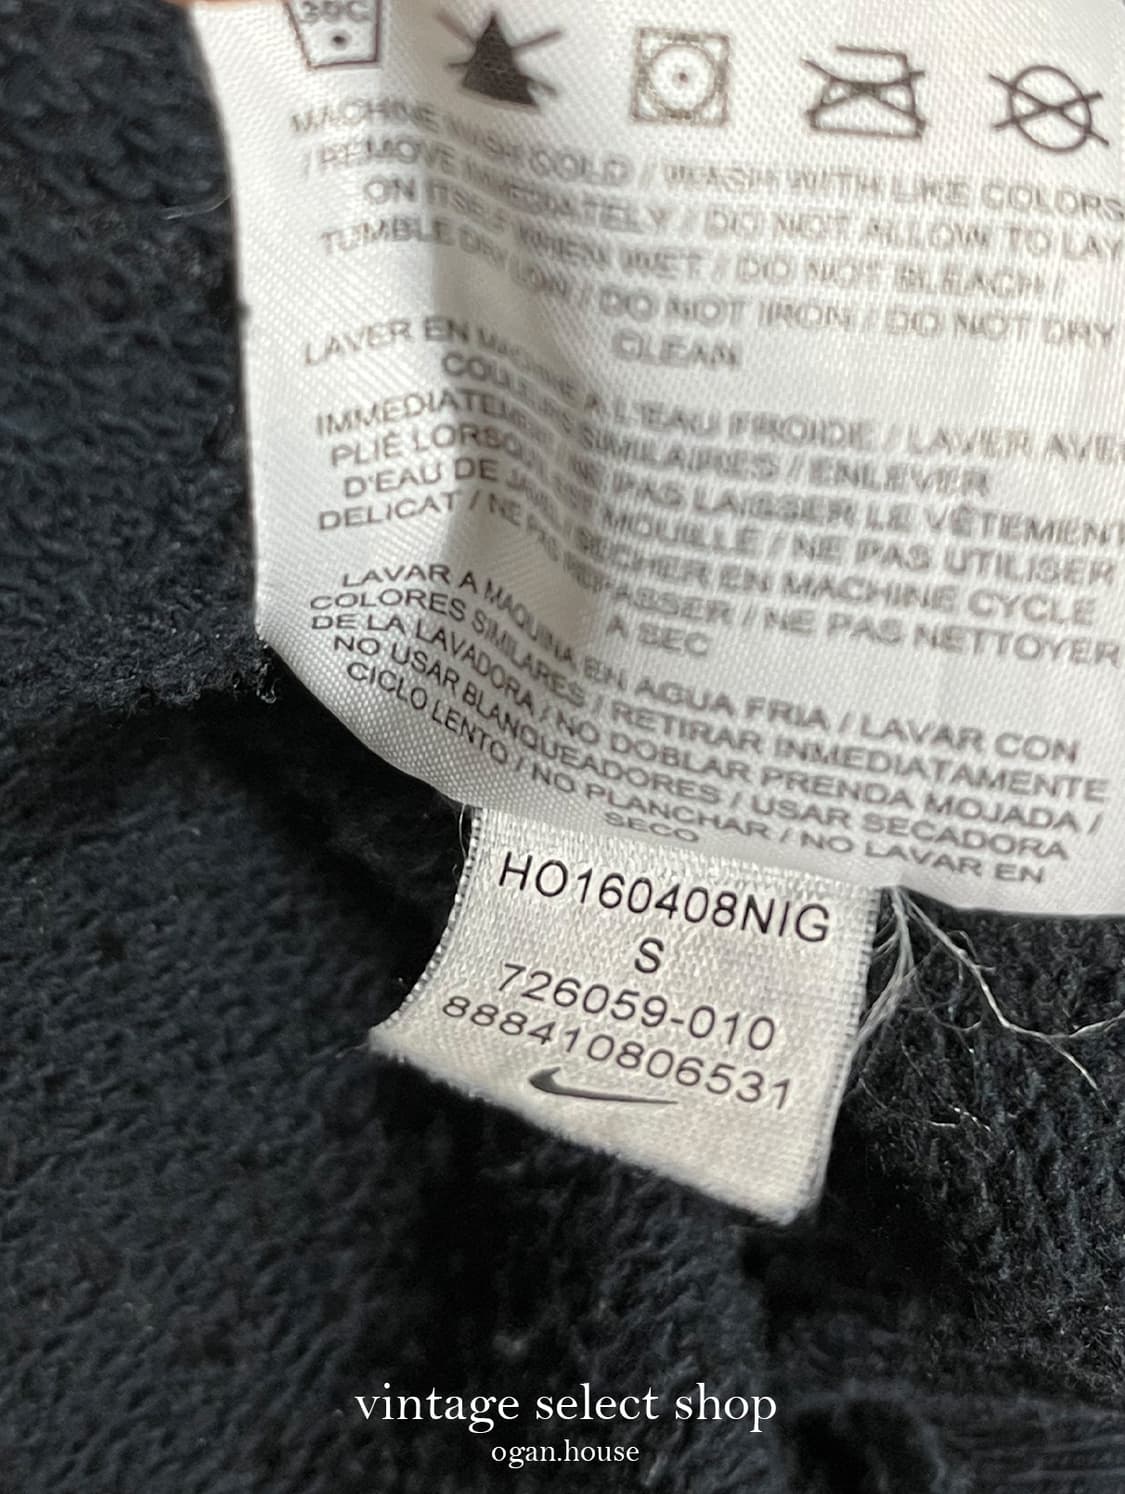 30C
MACHINE WASH COLD / WASH WITH LIKE COLORS
/ REMOVE IMMEDIATELY / DO NOT ALLOW TO LAY
ON ITSELF WHEN WET / DO NOT BLEACH /
TUMBLE DRY LOW / DO NOT IRON / DO NOT DRY
CLEAN
LAVER EN MACHINE A L'EAU FROIDE / LAVER AVE
COULEURS SIMILAIRES / ENLEVER
IMMEDIATEMENT NE PAS LAISSER LE VÊTEMENT
PLIÉ LORSQU'IL EST MOUILLE / NE PAS UTILISER
D'EAU DE JAVEL / SECHER EN MACHINE CYCLE
DELICAT / NE PAS REPASSER / NE PAS NETTOYER
A SEC
LAVAR A MAQUINA EN AGUA FRIA / LAVAR CON
COLORES SIMILARES / RETIRAR INMEDIATAMENTE
DE LA LAVADORA / NO DOBLAR PRENDA MOJADA /
NO USAR BLANQUEADORES / USAR SECADORA
CICLO LENTO / NO PLANCHAR / NO LAVAR EN
SECO
HO160408NIG
S
726059-010
888410806531
vintage select shop
ogan.house